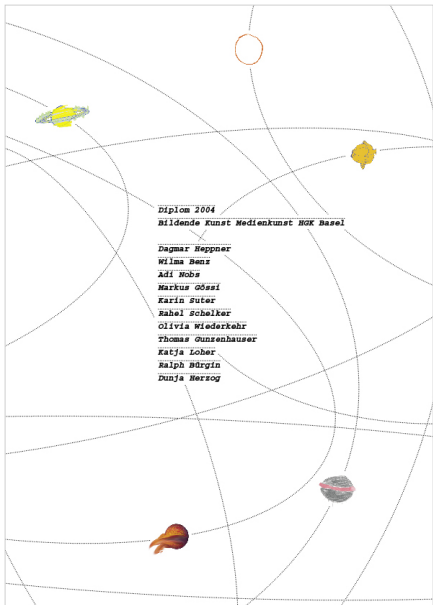 Diplom 2004
Bildende Kunst Medienkunst HGK Basel
Dagmar Heppner
Wilma Benz
Adi Nobs
Markus Gössi
Karin Suter
Rahel Schelker
Olivia Wiederkehr
Thomas Gunzenhauser
Katja Loher
Ralph Bürgin
Dunja Herzog